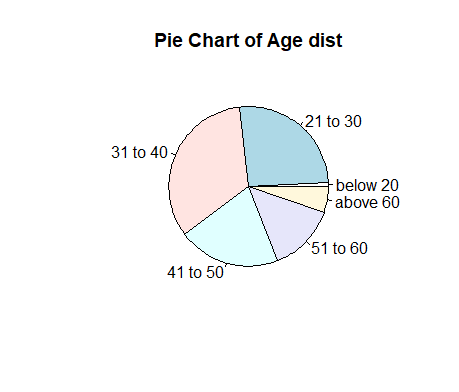 Pie Chart of Age dist
21 to 30
31 to 40
below 20
above 60
51 to 60
41 to 50